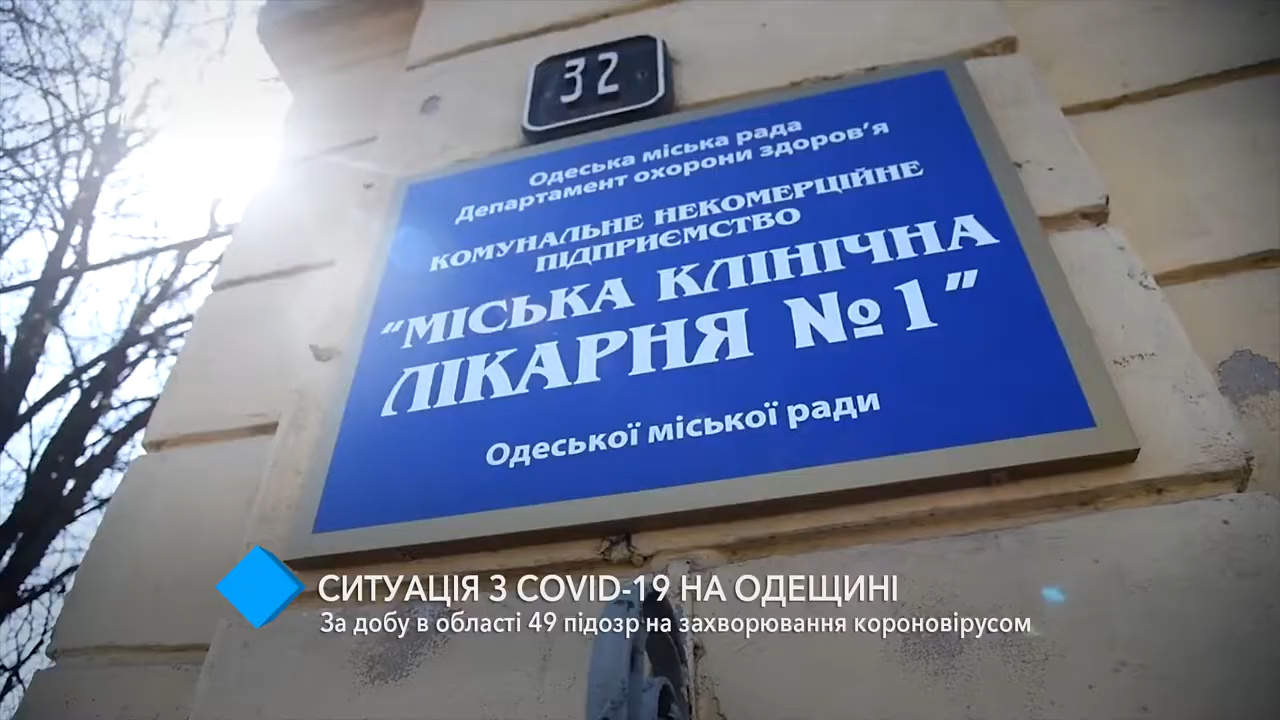 32
Одеська міська рада
Департамент охорони здоров'я
КОМУНАЛЬНЕ НЕКОМЕРЦІЙНЕ
ПІДПРИЄМСТВО
“МІСЬКА КЛІНІЧНА
ЛІКАРНЯ №1”
Одеської міської ради
СИТУАЦІЯ З COVID-19 НА ОДЕЩИНІ
За добу в області 49 підозр на захворювання короновірусом